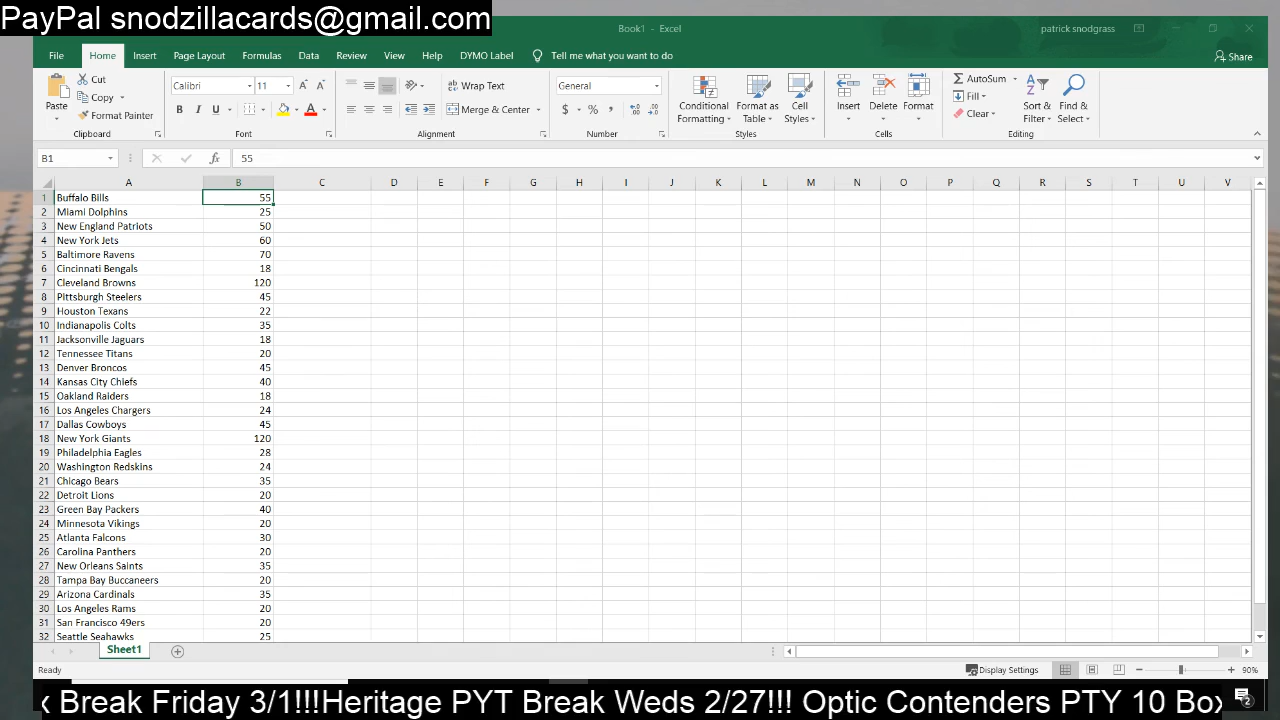 PayPal snodzillacards@gmail.com
Book1 - Excel
patrick snodgrass
File Home Insert Page Layout Formulas Data Review View Help DYMO Label Tell me what you want to do Share
Cut
Copy
Format Painter
Paste
Clipboard
Calibri 11
B I U
Font
Wrap Text
Merge & Center
Alignment
General
$ % ,
Number
Conditional Formatting
Format as Table
Cell Styles
Styles
Insert Delete Format
Cells
AutoSum
Fill
Clear
Sort & Filter
Find & Select
Editing
B1 fx 55
A B C D E F G H I J K L M N O P Q R S T U V
1 Buffalo Bills 55
2 Miami Dolphins 25
3 New England Patriots 50
4 New York Jets 60
5 Baltimore Ravens 70
6 Cincinnati Bengals 18
7 Cleveland Browns 120
8 Pittsburgh Steelers 45
9 Houston Texans 22
10 Indianapolis Colts 35
11 Jacksonville Jaguars 18
12 Tennessee Titans 20
13 Denver Broncos 45
14 Kansas City Chiefs 40
15 Oakland Raiders 18
16 Los Angeles Chargers 24
17 Dallas Cowboys 45
18 New York Giants 120
19 Philadelphia Eagles 28
20 Washington Redskins 24
21 Chicago Bears 35
22 Detroit Lions 20
23 Green Bay Packers 40
24 Minnesota Vikings 20
25 Atlanta Falcons 30
26 Carolina Panthers 20
27 New Orleans Saints 35
28 Tampa Bay Buccaneers 20
29 Arizona Cardinals 35
30 Los Angeles Rams 20
31 San Francisco 49ers 20
32 Seattle Seahawks 25
Sheet1
Ready Display Settings 90%
x Break Friday 3/1!!!Heritage PYT Break Weds 2/27!!! Optic Contenders PTY 10 Box
2